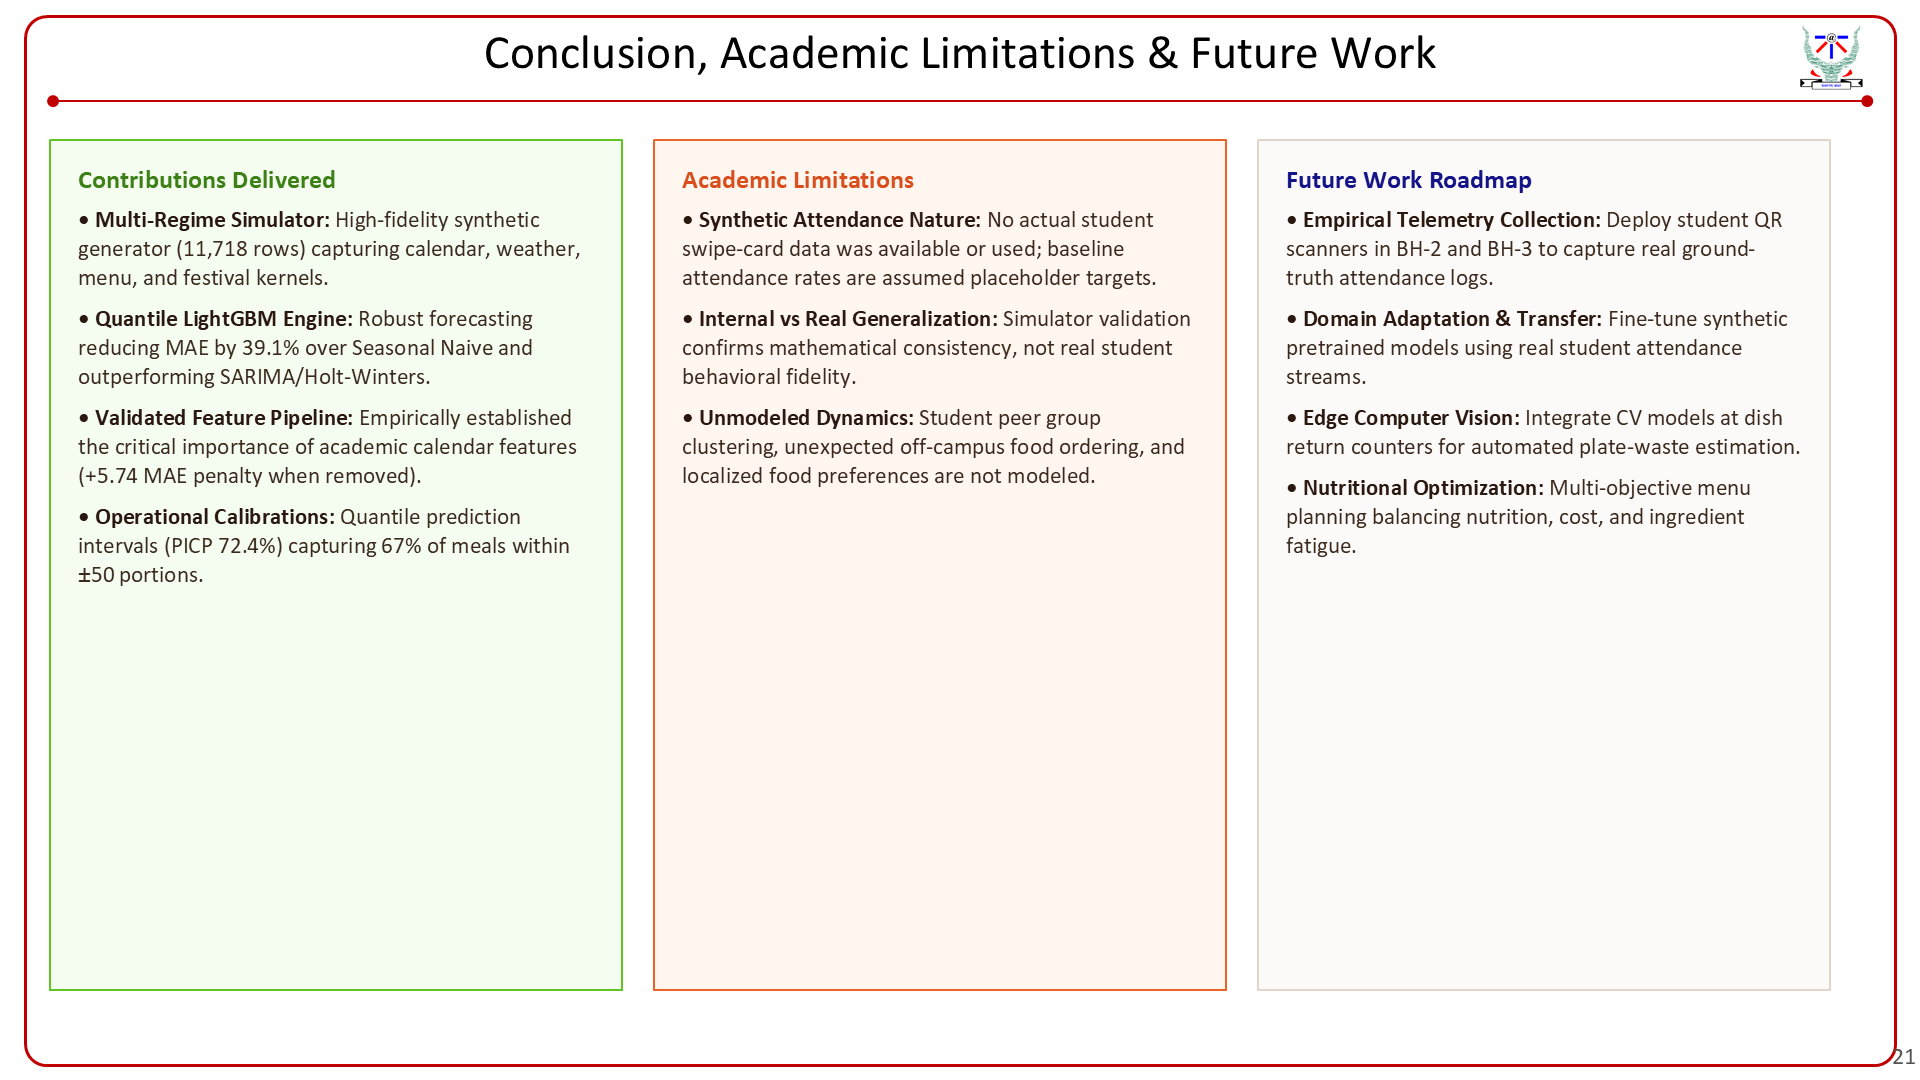 Conclusion, Academic Limitations & Future Work
Contributions Delivered
• Multi-Regime Simulator: High-fidelity synthetic
generator (11,718 rows) capturing calendar, weather,
menu, and festival kernels.
• Quantile LightGBM Engine: Robust forecasting
reducing MAE by 39.1% over Seasonal Naive and
outperforming SARIMA/Holt-Winters.
• Validated Feature Pipeline: Empirically established
the critical importance of academic calendar features
(+5.74 MAE penalty when removed).
• Operational Calibrations: Quantile prediction
intervals (PICP 72.4%) capturing 67% of meals within
±50 portions.
Academic Limitations
• Synthetic Attendance Nature: No actual student
swipe-card data was available or used; baseline
attendance rates are assumed placeholder targets.
• Internal vs Real Generalization: Simulator validation
confirms mathematical consistency, not real student
behavioral fidelity.
• Unmodeled Dynamics: Student peer group
clustering, unexpected off-campus food ordering, and
localized food preferences are not modeled.
Future Work Roadmap
• Empirical Telemetry Collection: Deploy student QR
scanners in BH-2 and BH-3 to capture real ground-
truth attendance logs.
• Domain Adaptation & Transfer: Fine-tune synthetic
pretrained models using real student attendance
streams.
• Edge Computer Vision: Integrate CV models at dish
return counters for automated plate-waste estimation.
• Nutritional Optimization: Multi-objective menu
planning balancing nutrition, cost, and ingredient
fatigue.
21